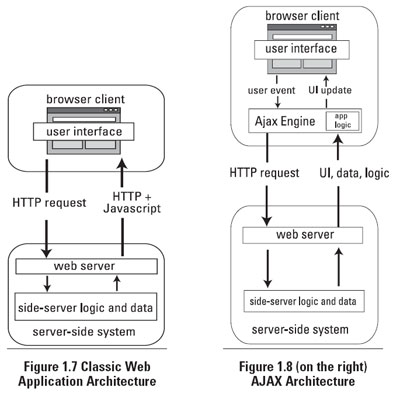 browser client
user interface
HTTP request
HTTP +
Javascript
web server
side-server logic and data
server-side system
Figure 1.7 Classic Web
Application Architecture
browser client
user interface
user event
UI update
Ajax Engine
app
logic
HTTP request
UI, data, logic
web server
side-server logic and data
server-side system
Figure 1.8 (on the right)
AJAX Architecture